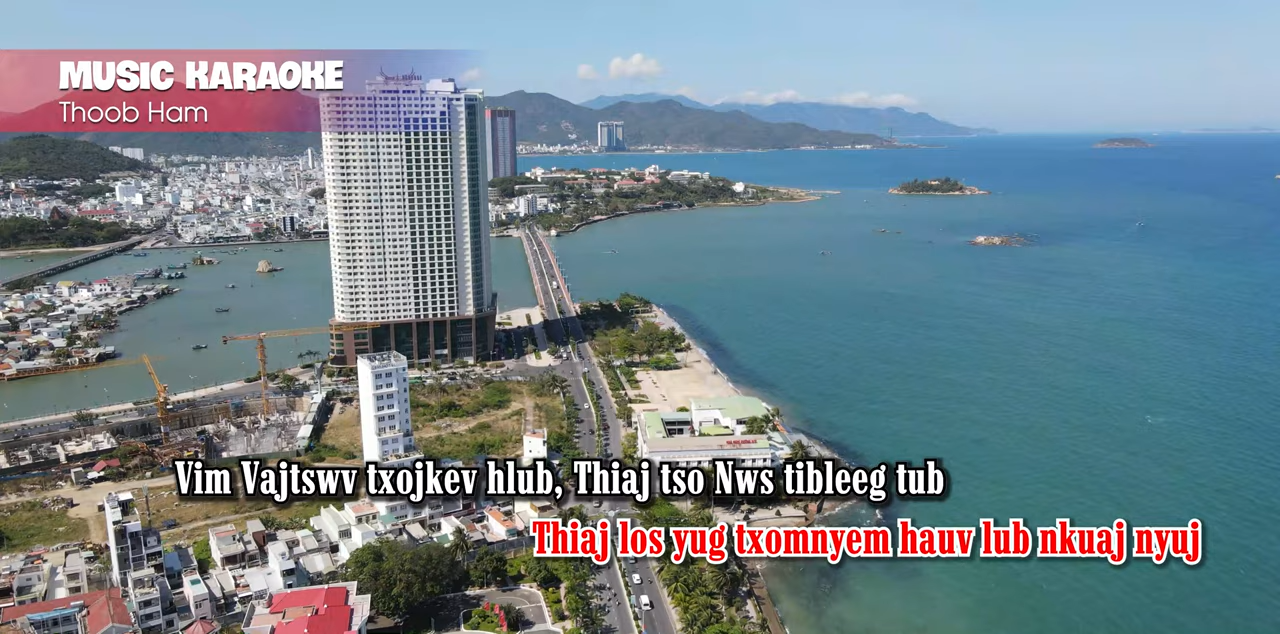 MUSIC KARAOKE
Thoob Ham
Vim Vajtswv txojkev hlub, Thiaj tso Nws tibleeg tub
Thiaj los yug txomnyem hauv lub nkuaj nyuj